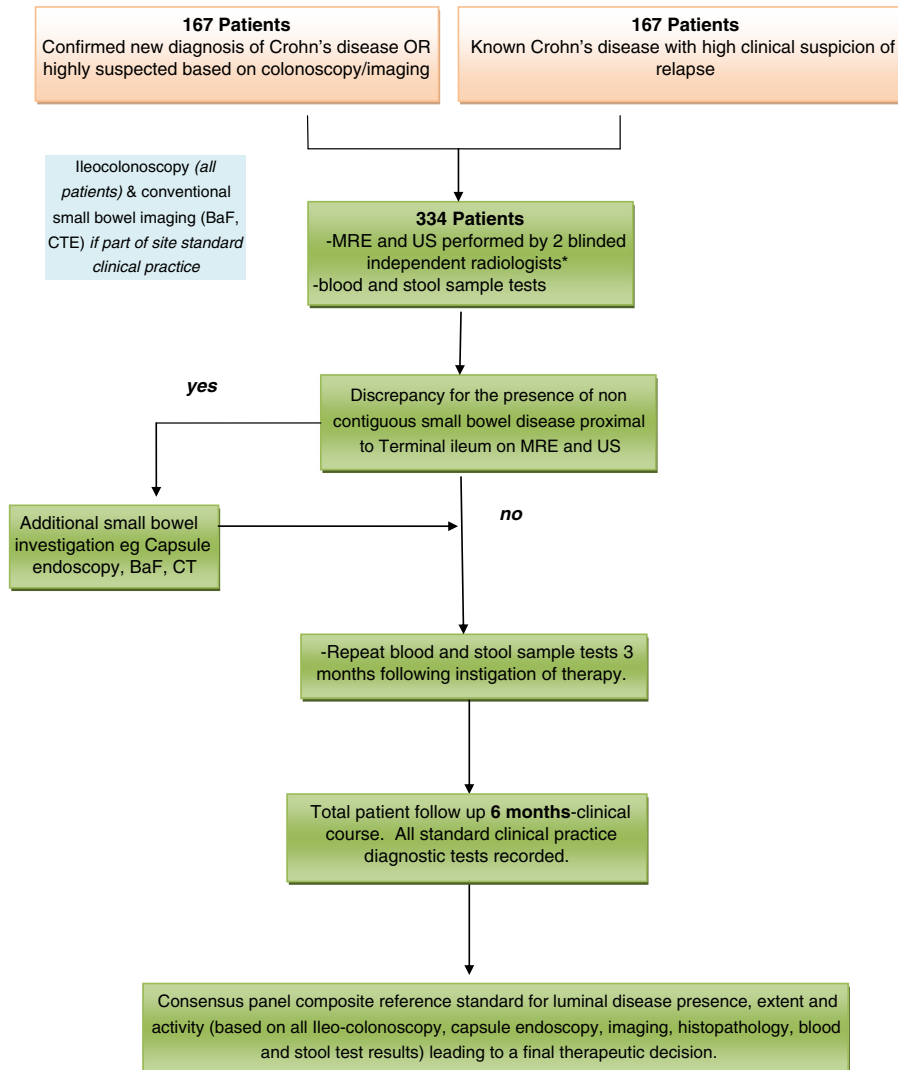 167 Patients
Confirmed new diagnosis of Crohn's disease OR
highly suspected based on colonoscopy/imaging
167 Patients
Known Crohn's disease with high clinical suspicion of
relapse
Ileocolonoscopy (all
patients) & conventional
small bowel imaging (BaF,
CTE) if part of site standard
clinical practice
334 Patients
-MRE and US performed by 2 blinded
independent radiologists*
-blood and stool sample tests
yes
Discrepancy for the presence of non
contiguous small bowel disease proximal
to Terminal ileum on MRE and US
no
Additional small bowel
investigation eg Capsule
endoscopy, BaF, CT
-Repeat blood and stool sample tests 3
months following instigation of therapy.
Total patient follow up 6 months-clinical
course. All standard clinical practice
diagnostic tests recorded.
Consensus panel composite reference standard for luminal disease presence, extent and
activity (based on all Ileo-colonoscopy, capsule endoscopy, imaging, histopathology, blood
and stool test results) leading to a final therapeutic decision.